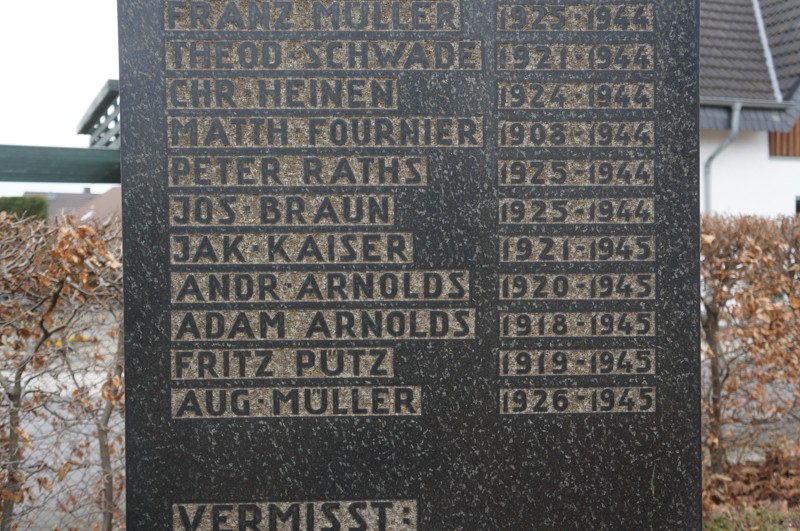 FRANZ MÜLLER 1925-1944
THEOD·SCHWADE 1921-1944
CHR·HEINEN 1924-1944
MATTH·FOURNIER 1908-1944
PETER RATHS 1925-1944
JOS·BRAUN 1925-1944
JAK·KAISER 1921-1945
ANDR·ARNOLDS 1920-1945
ADAM ARNOLDS 1918-1945
FRITZ PÜTZ 1919-1945
AUG·MÜLLER 1926-1945
VERMISST: